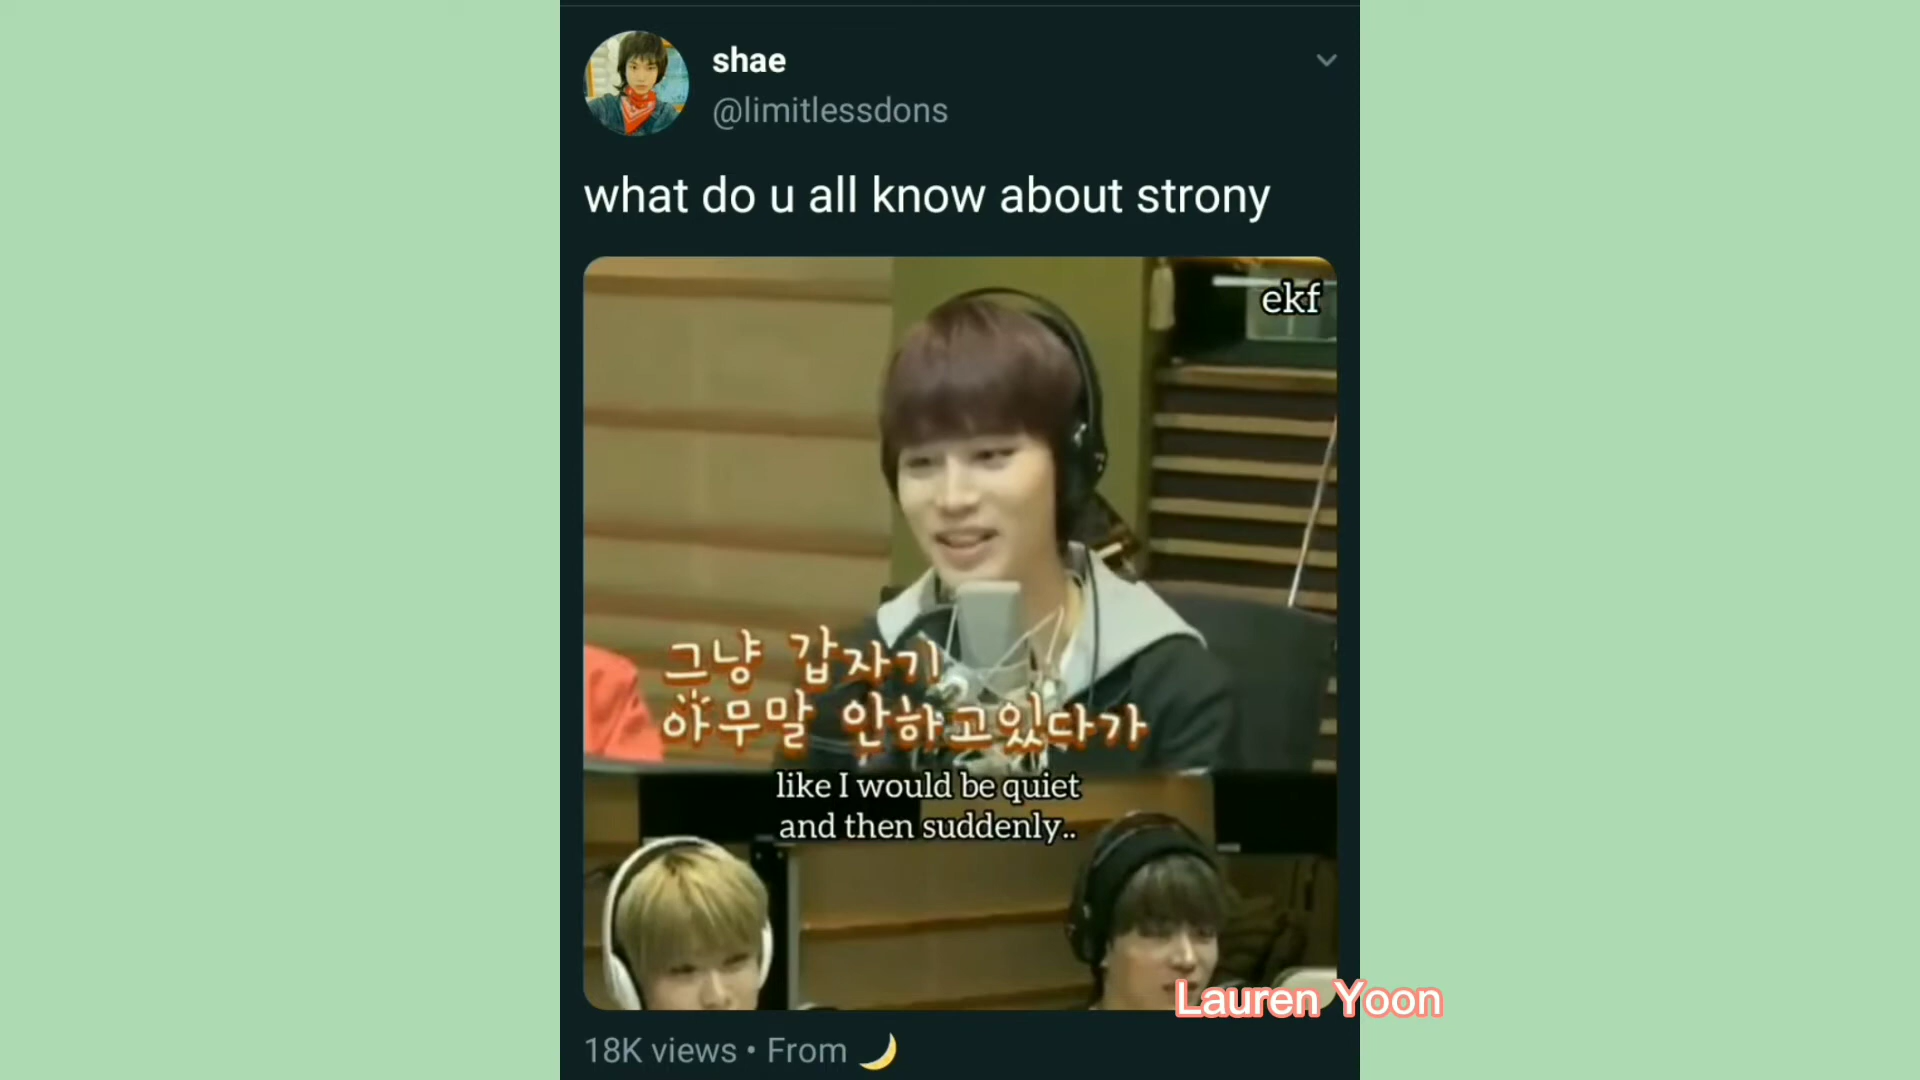 shae
@limitlessdons
what do u all know about strony
ekf
그냥 갑자기
아무말 안하고있다가
like I would be quiet
and then suddenly..
Lauren Yoon
18K views • From 🌙